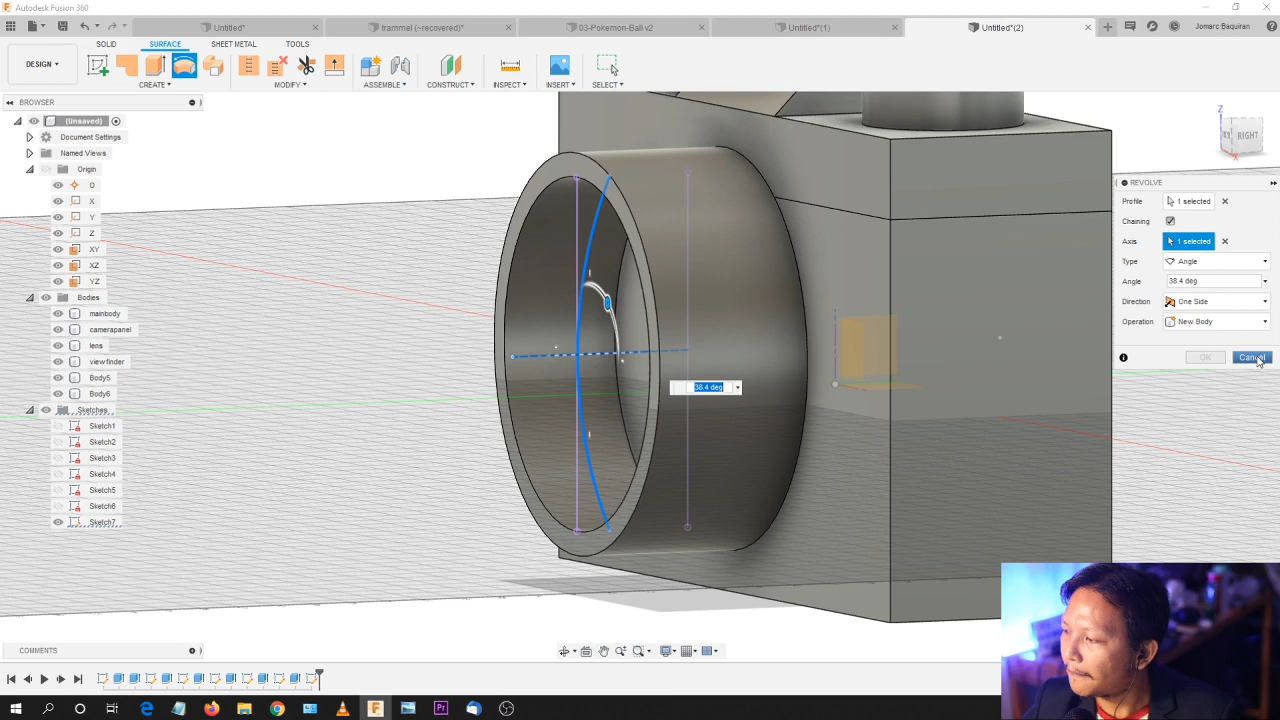 Autodesk Fusion 360
Untitled*
trammel (~recovered)*
03-Pokemon-Ball v2
Untitled*(1)
Untitled*(2)
Jomarc Baquiran
SOLID
SURFACE
SHEET METAL
TOOLS
DESIGN
CREATE
MODIFY
ASSEMBLE
CONSTRUCT
INSPECT
INSERT
SELECT
BROWSER
(Unsaved)
Document Settings
Named Views
Origin
O
X
Y
Z
XY
XZ
YZ
Bodies
mainbody
camerapanel
lens
viewfinder
Body5
Body6
Sketches
Sketch1
Sketch2
Sketch3
Sketch4
Sketch5
Sketch6
Sketch7
38.4 deg
Z
RIGHT
X
REVOLVE
Profile 1 selected
Chaining
Axis 1 selected
Type Angle
Angle 38.4 deg
Direction One Side
Operation New Body
OK Cancel
COMMENTS
Pr